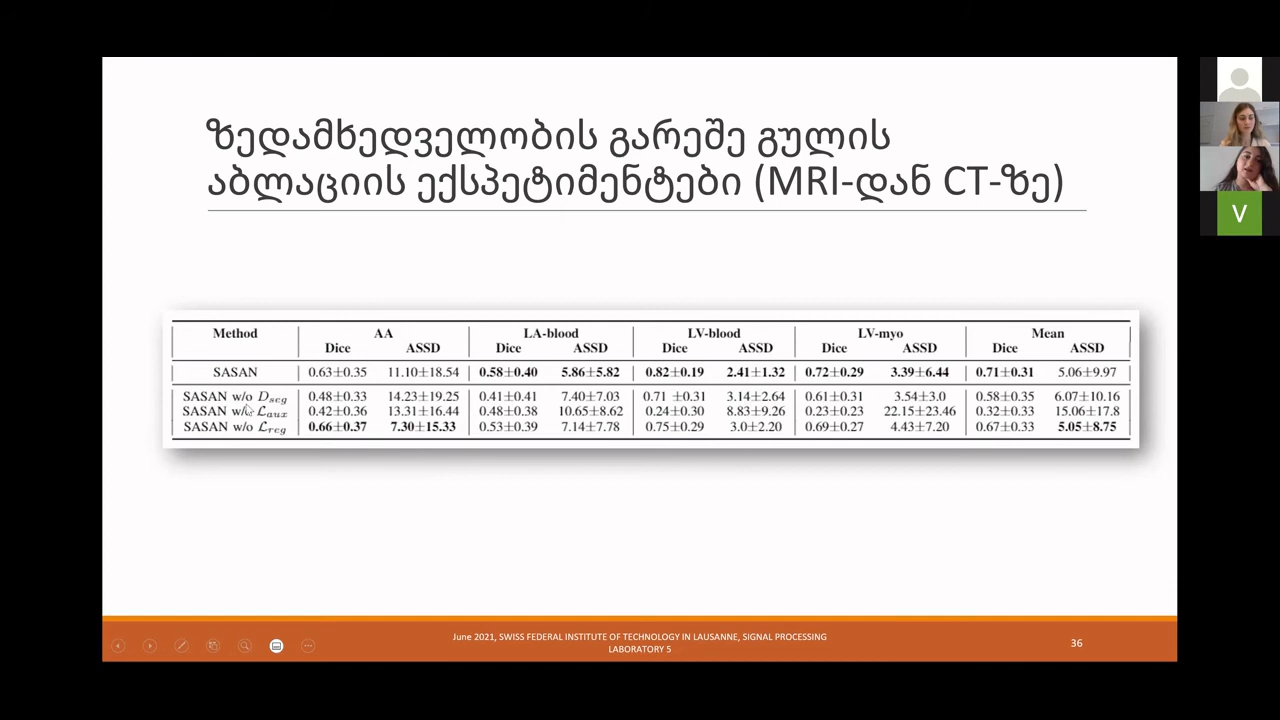 ზედამხედველობის გარეშე გულის
აბლაციის ექსპეტიმენტები (MRI-დან CT-ზე)
Method AA LA-blood LV-blood LV-myo Mean
Dice ASSD Dice ASSD Dice ASSD Dice ASSD Dice ASSD
SASAN 0.63±0.35 11.10±18.54 0.58±0.40 5.86±5.82 0.82±0.19 2.41±1.32 0.72±0.29 3.39±6.44 0.71±0.31 5.06±9.97
SASAN w/o D_seg 0.48±0.33 14.23±19.25 0.41±0.41 7.40±7.03 0.71 ±0.31 3.14±2.64 0.61±0.31 3.54±3.0 0.58±0.35 6.07±10.16
SASAN w/o L_aux 0.42±0.36 13.31±16.44 0.48±0.38 10.65±8.62 0.24±0.30 8.83±9.26 0.23±0.23 22.15±23.46 0.32±0.33 15.06±17.8
SASAN w/o L_reg 0.66±0.37 7.30±15.33 0.53±0.39 7.14±7.78 0.75±0.29 3.0±2.20 0.69±0.27 4.43±7.20 0.67±0.33 5.05±8.75
June 2021, SWISS FEDERAL INSTITUTE OF TECHNOLOGY IN LAUSANNE, SIGNAL PROCESSING
LABORATORY 5
36
V